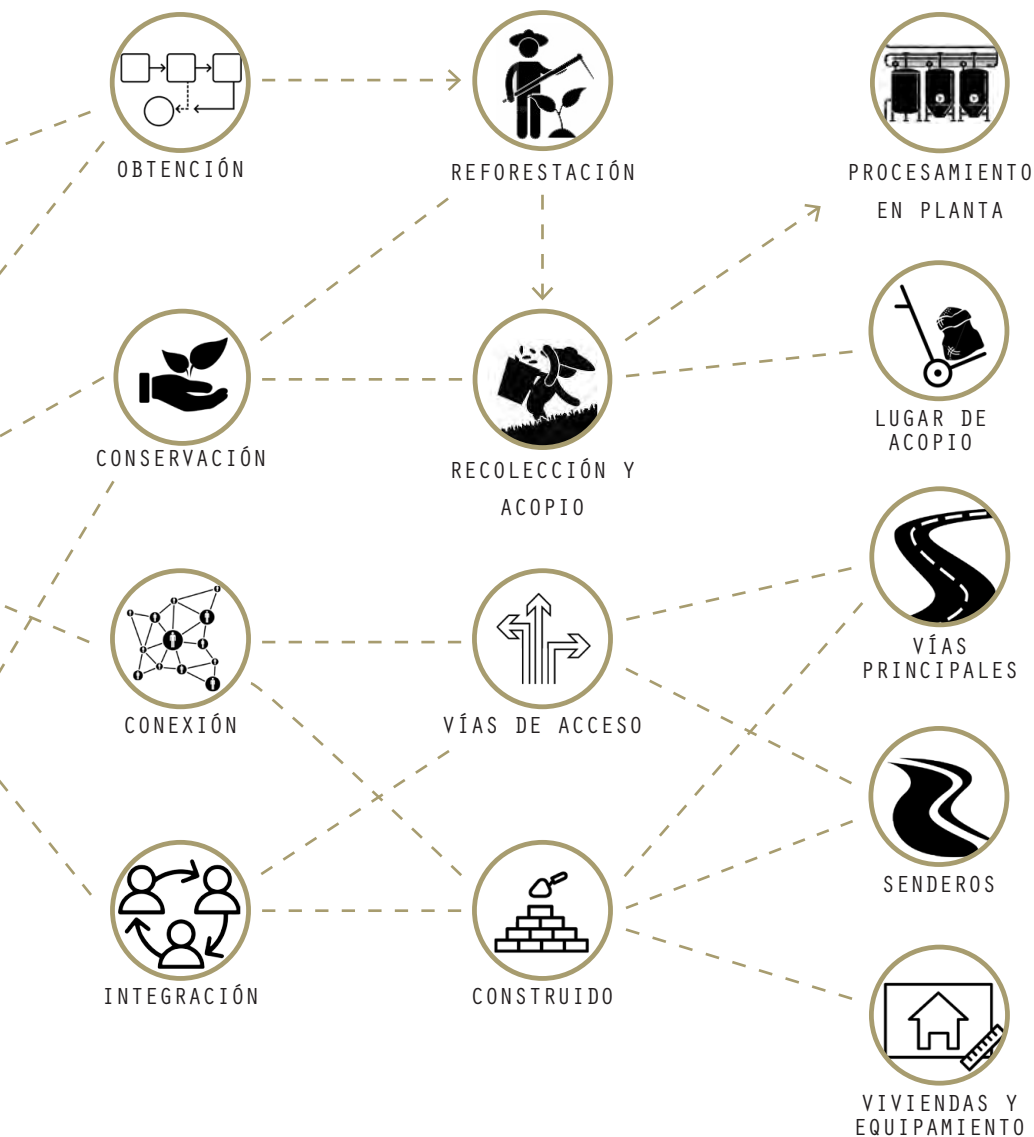 OBTENCIÓN
REFORESTACIÓN
PROCESAMIENTO
EN PLANTA
CONSERVACIÓN
RECOLECCIÓN Y
ACOPIO
LUGAR DE
ACOPIO
CONEXIÓN
VÍAS DE ACCESO
VÍAS
PRINCIPALES
SENDEROS
INTEGRACIÓN
CONSTRUIDO
VIVIENDAS Y
EQUIPAMIENTO